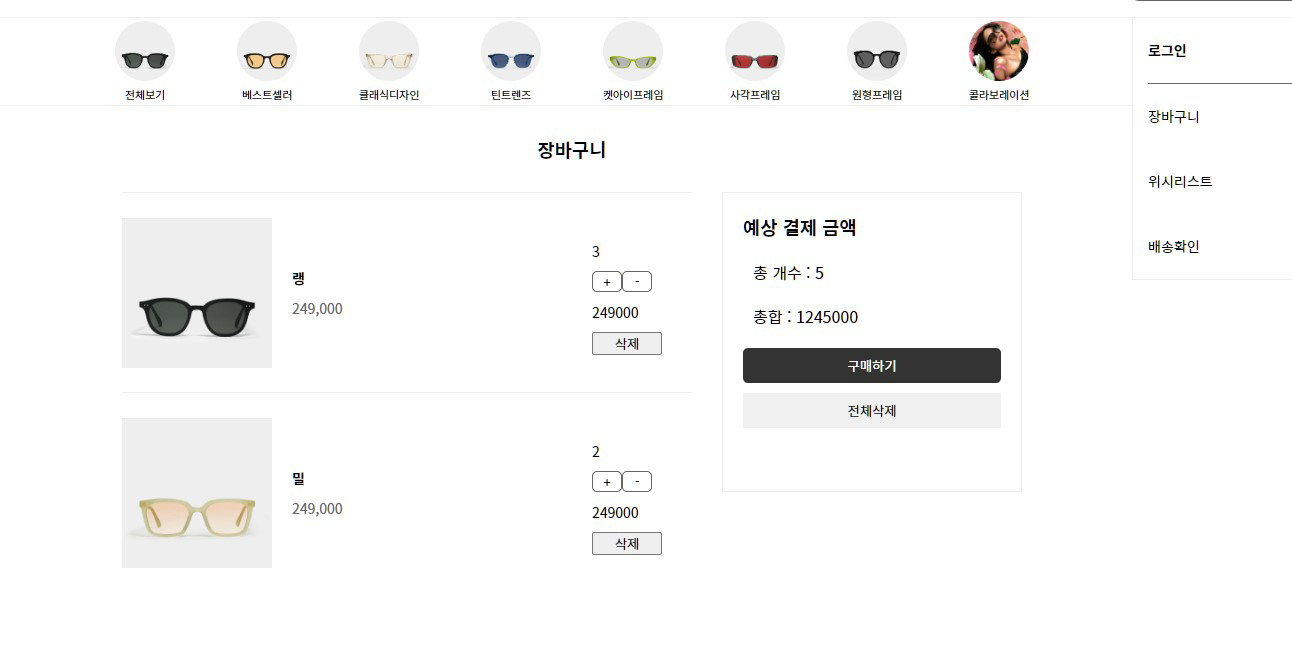 전체보기
베스트셀러
클래식디자인
틴트렌즈
켓아이프레임
사각프레임
원형프레임
콜라보레이션
로그인
장바구니
위시리스트
배송확인
장바구니
랭
249,000
3
+ -
249000
삭제
밀
249,000
2
+ -
249000
삭제
예상 결제 금액
총 개수 : 5
총합 : 1245000
구매하기
전체삭제